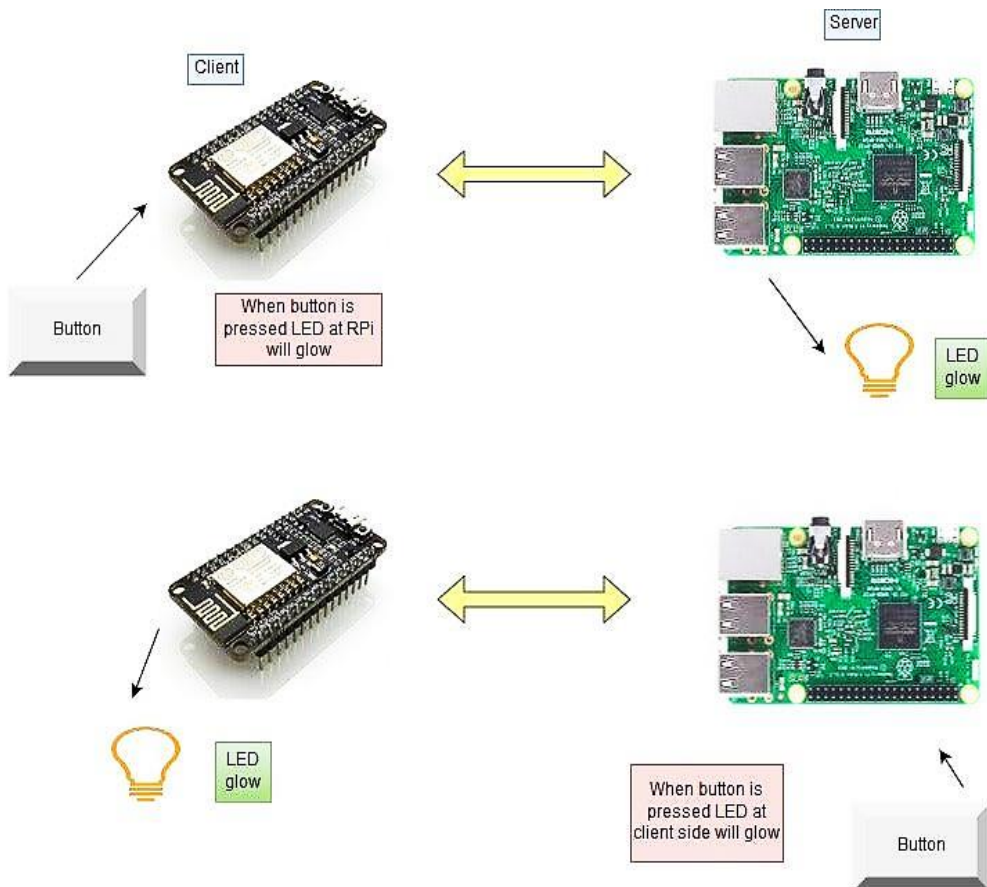 Server
Client
Button
When button is
pressed LED at RPi
will glow
LED
glow
LED
glow
When button is
pressed LED at
client side will glow
Button